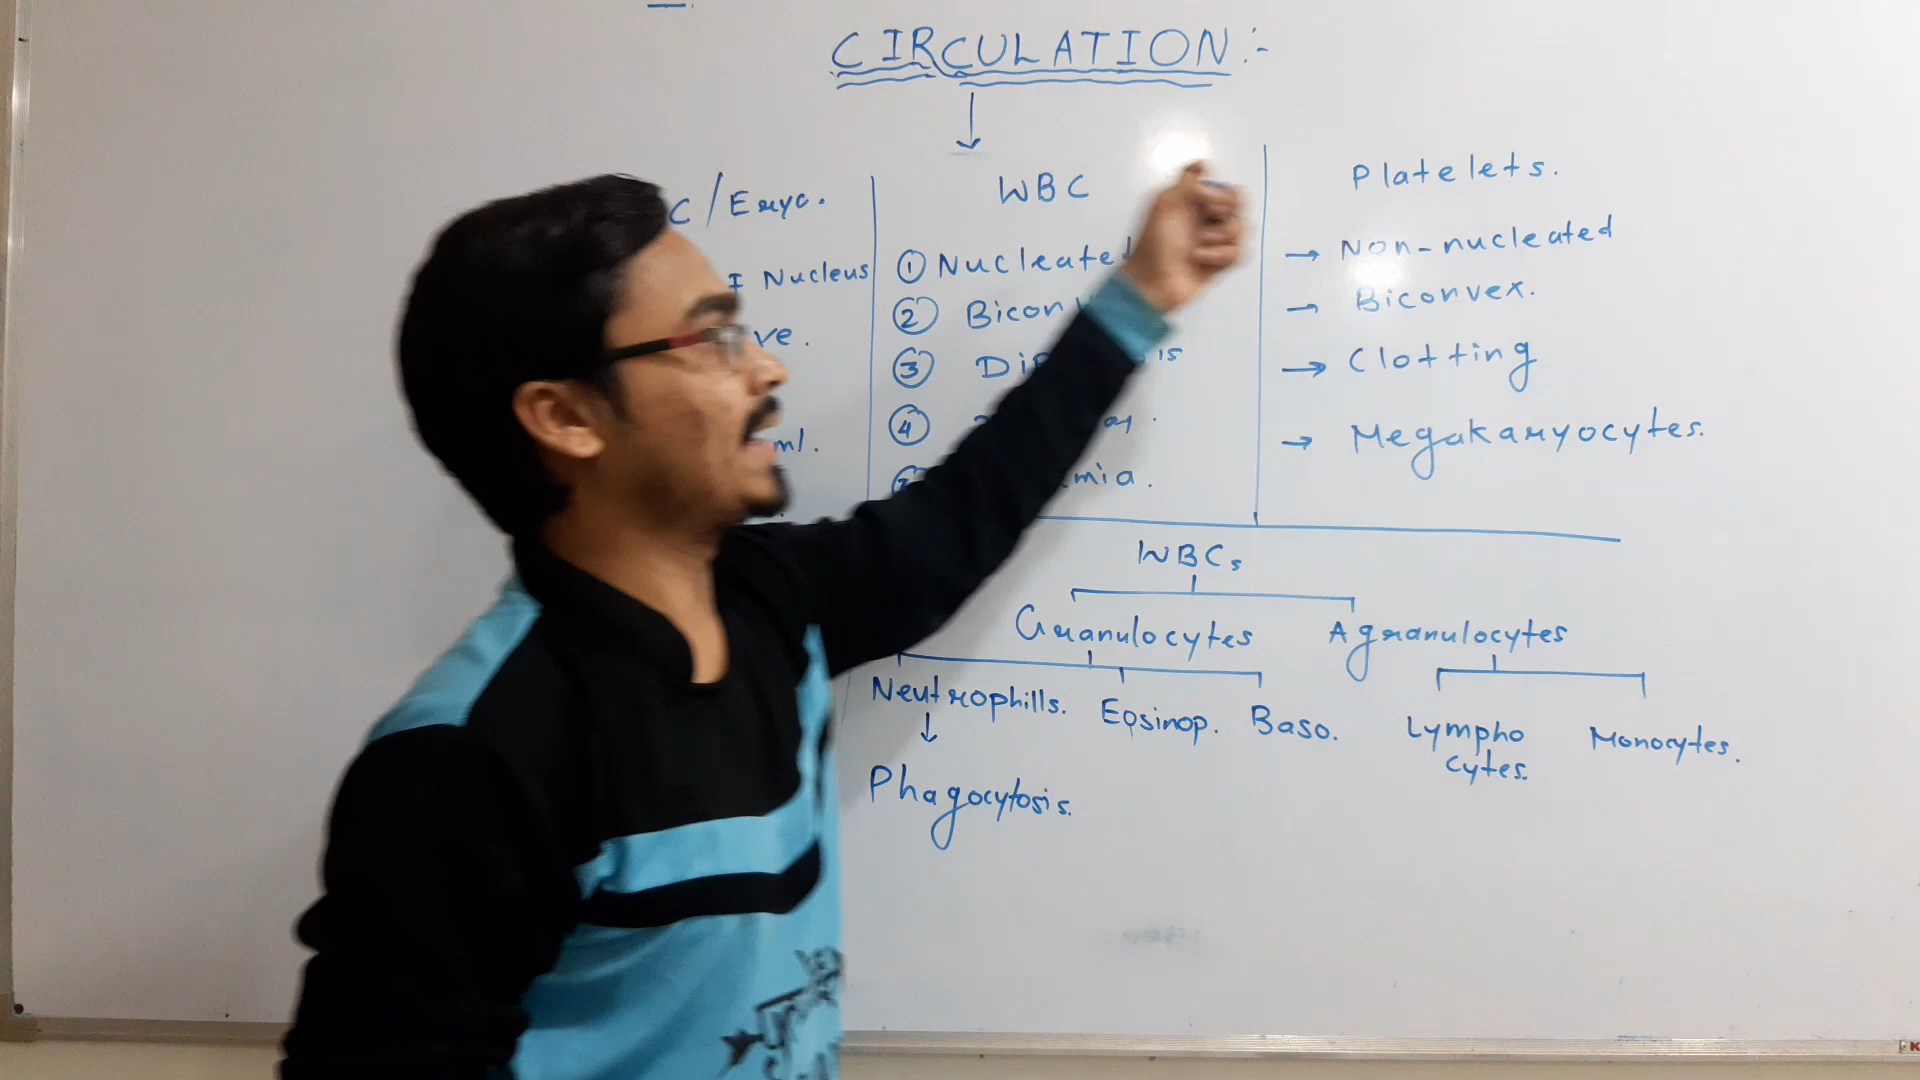 CIRCULATION :-
C / Eryc.
I Nucleus
ve.
ml.
WBC
① Nucleated
② Bicon
③ Di is
④
mia.
Platelets.
→ Non-nucleated
→ Biconvex.
→ Clotting
→ Megakaryocytes.
WBCs
Granulocytes Agranulocytes
Neutrophills. Eosinop. Baso. Lympho cytes. Monocytes.
↓
Phagocytosis.